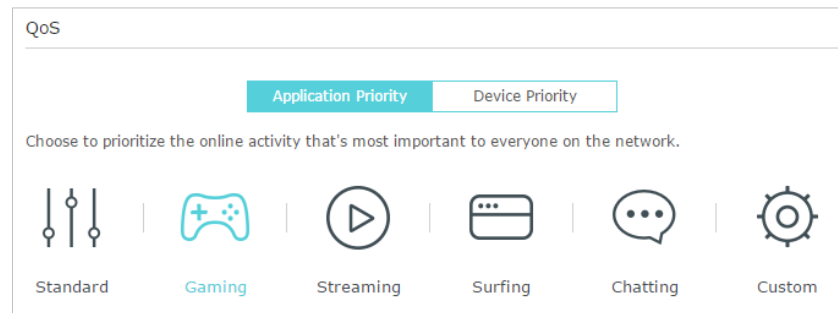 QoS
Application Priority Device Priority
Choose to prioritize the online activity that's most important to everyone on the network.
Standard Gaming Streaming Surfing Chatting Custom